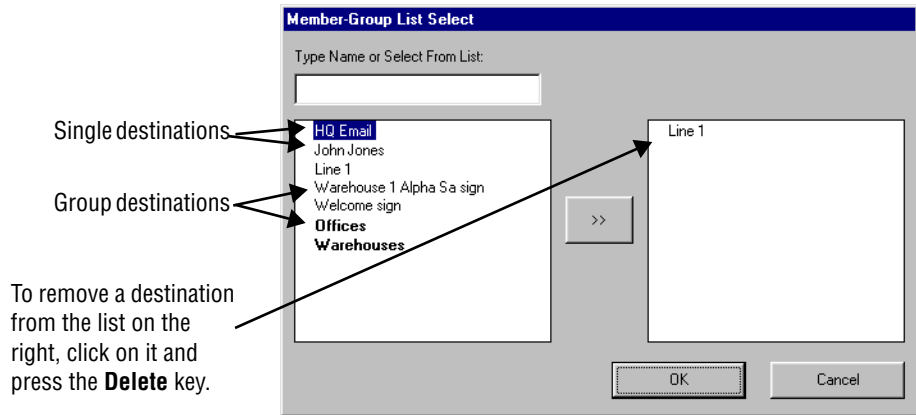 Member-Group List Select
Type Name or Select From List:
Single destinations
Group destinations
To remove a destination
from the list on the
right, click on it and
press the Delete key.
HQ Email
John Jones
Line 1
Warehouse 1 Alpha Sa sign
Welcome sign
Offices
Warehouses
>>
Line 1
OK
Cancel